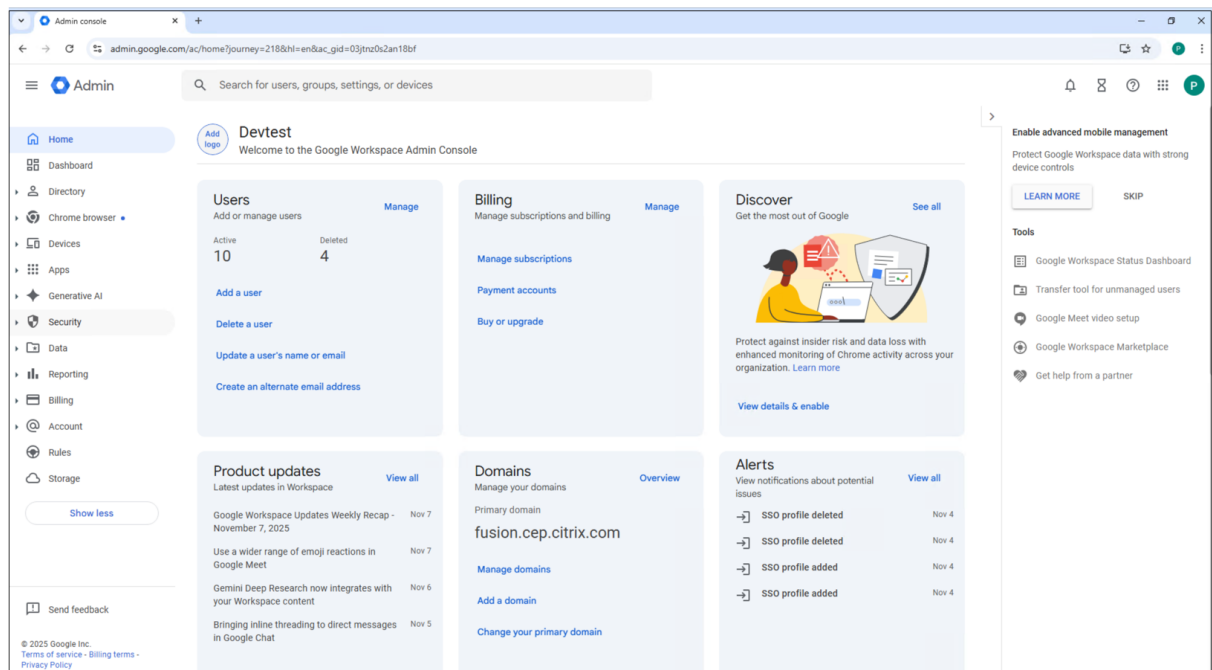 Admin console
admin.google.com/ac/home?journey=218&hl=en&ac_gid=03jtnz0s2an18bf
P
Admin
Search for users, groups, settings, or devices
P
Home
Dashboard
Directory
Chrome browser
Devices
Apps
Generative AI
Security
Data
Reporting
Billing
Account
Rules
Storage
Show less
Send feedback
© 2025 Google Inc.
Terms of service - Billing terms -
Privacy Policy
Add
logo
Devtest
Welcome to the Google Workspace Admin Console
Users
Add or manage users
Manage
Active
Deleted
10
4
Add a user
Delete a user
Update a user's name or email
Create an alternate email address
Billing
Manage subscriptions and billing
Manage
Manage subscriptions
Payment accounts
Buy or upgrade
Discover
Get the most out of Google
See all
Protect against insider risk and data loss with
enhanced monitoring of Chrome activity across your
organization. Learn more
View details & enable
Product updates
Latest updates in Workspace
View all
Google Workspace Updates Weekly Recap -
November 7, 2025
Nov 7
Use a wider range of emoji reactions in
Google Meet
Nov 7
Gemini Deep Research now integrates with
your Workspace content
Nov 6
Bringing inline threading to direct messages
in Google Chat
Nov 5
Domains
Manage your domains
Overview
Primary domain
fusion.cep.citrix.com
Manage domains
Add a domain
Change your primary domain
Alerts
View notifications about potential
issues
View all
SSO profile deleted Nov 4
SSO profile deleted Nov 4
SSO profile added Nov 4
SSO profile added Nov 4
Enable advanced mobile management
Protect Google Workspace data with strong
device controls
LEARN MORE SKIP
Tools
Google Workspace Status Dashboard
Transfer tool for unmanaged users
Google Meet video setup
Google Workspace Marketplace
Get help from a partner